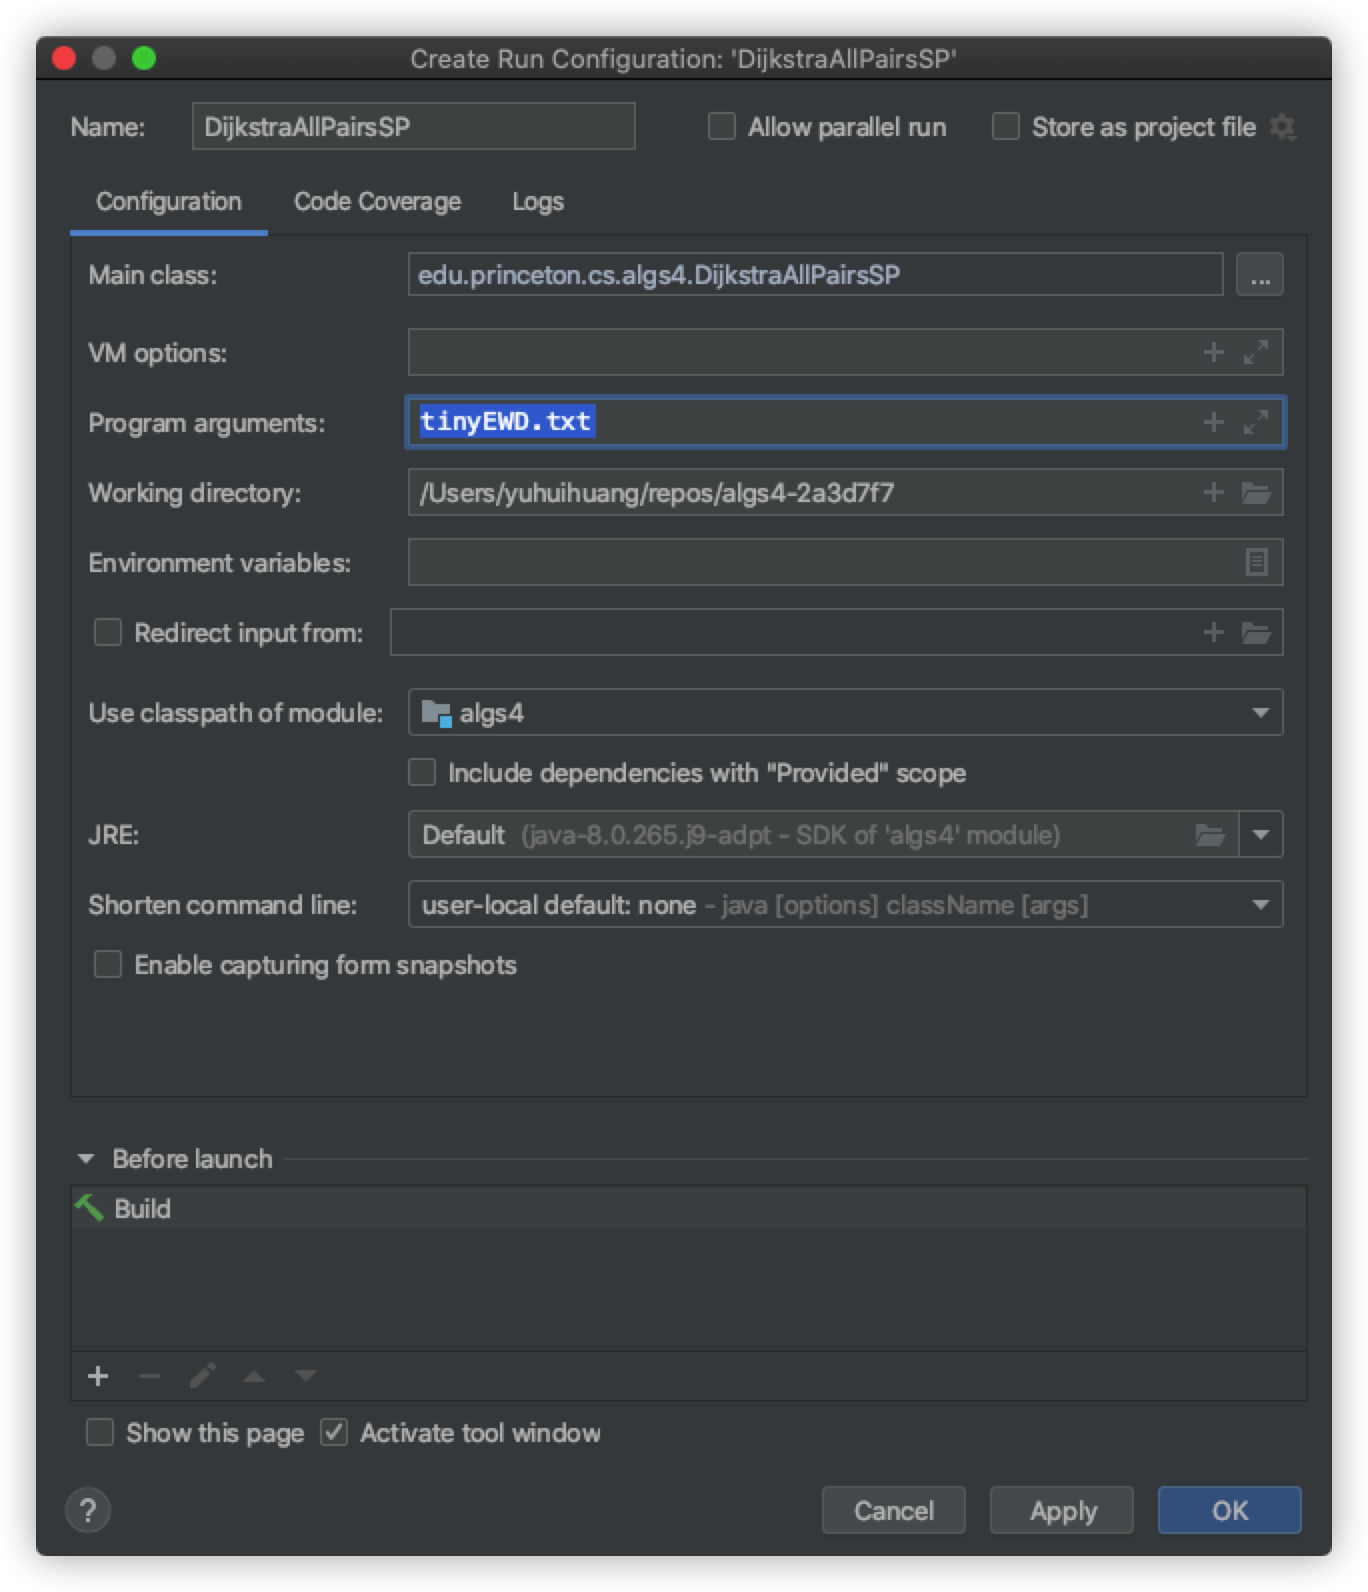 Create Run Configuration: 'DijkstraAllPairsSP'
Name: DijkstraAllPairsSP Allow parallel run Store as project file
Configuration Code Coverage Logs
Main class: edu.princeton.cs.algs4.DijkstraAllPairsSP ...
VM options:
Program arguments: tinyEWD.txt
Working directory: /Users/yuhuihuang/repos/algs4-2a3d7f7
Environment variables:
Redirect input from:
Use classpath of module: algs4
Include dependencies with "Provided" scope
JRE: Default (java-8.0.265.j9-adpt - SDK of 'algs4' module)
Shorten command line: user-local default: none - java [options] className [args]
Enable capturing form snapshots
Before launch
Build
Show this page Activate tool window
? Cancel Apply OK